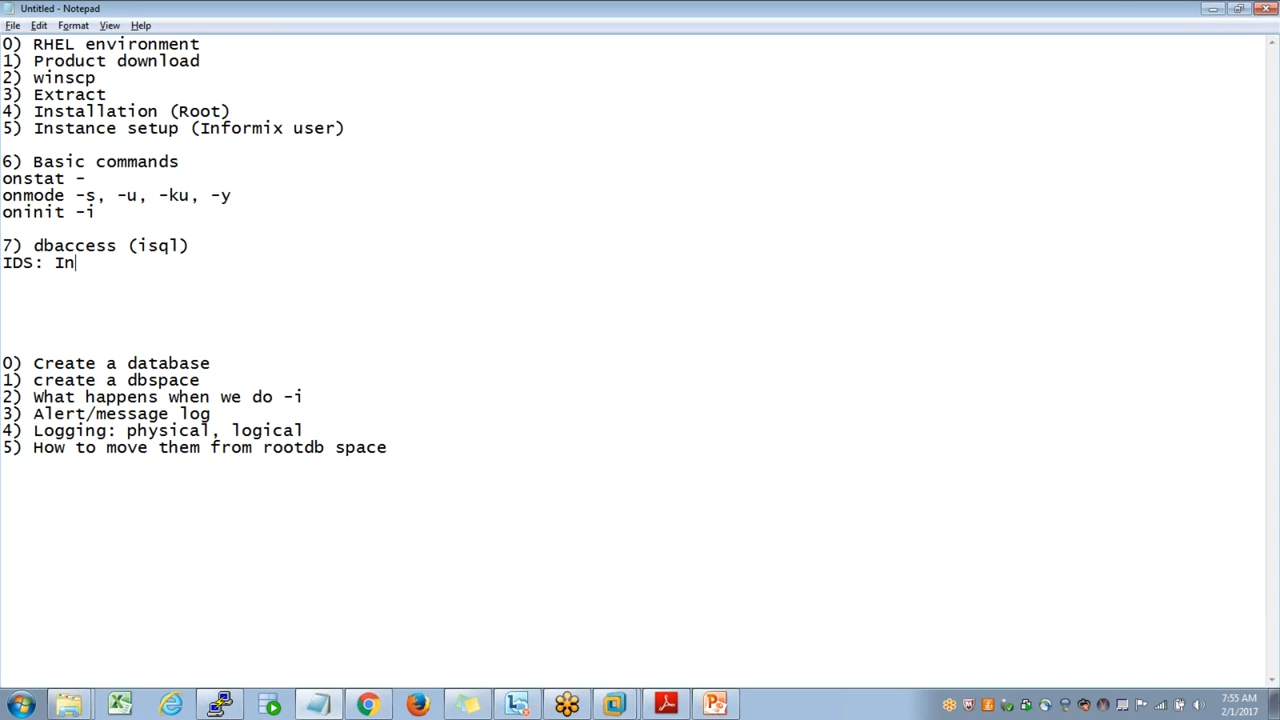 Untitled - Notepad
File Edit Format View Help
0) RHEL environment
1) Product download
2) winscp
3) Extract
4) Installation (Root)
5) Instance setup (Informix user)
6) Basic commands
onstat -
onmode -s, -u, -ku, -y
oninit -i
7) dbaccess (isql)
IDS: In
0) Create a database
1) create a dbspace
2) What happens when we do -i
3) Alert/message log
4) Logging: physical, logical
5) How to move them from rootdb space
7:55 AM
2/1/2017